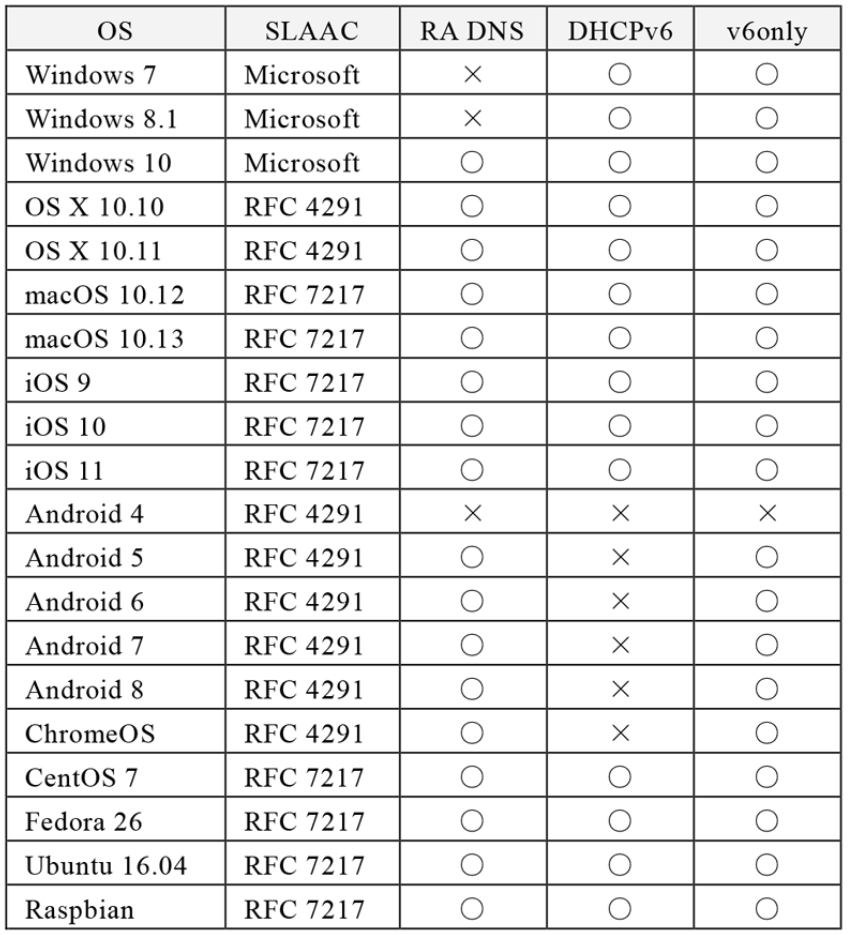 OS SLAAC RA DNS DHCPv6 v6only
Windows 7 Microsoft × ○ ○
Windows 8.1 Microsoft × ○ ○
Windows 10 Microsoft ○ ○ ○
OS X 10.10 RFC 4291 ○ ○ ○
OS X 10.11 RFC 4291 ○ ○ ○
macOS 10.12 RFC 7217 ○ ○ ○
macOS 10.13 RFC 7217 ○ ○ ○
iOS 9 RFC 7217 ○ ○ ○
iOS 10 RFC 7217 ○ ○ ○
iOS 11 RFC 7217 ○ ○ ○
Android 4 RFC 4291 × × ×
Android 5 RFC 4291 ○ × ○
Android 6 RFC 4291 ○ × ○
Android 7 RFC 4291 ○ × ○
Android 8 RFC 4291 ○ × ○
ChromeOS RFC 4291 ○ × ○
CentOS 7 RFC 7217 ○ ○ ○
Fedora 26 RFC 7217 ○ ○ ○
Ubuntu 16.04 RFC 7217 ○ ○ ○
Raspbian RFC 7217 ○ ○ ○